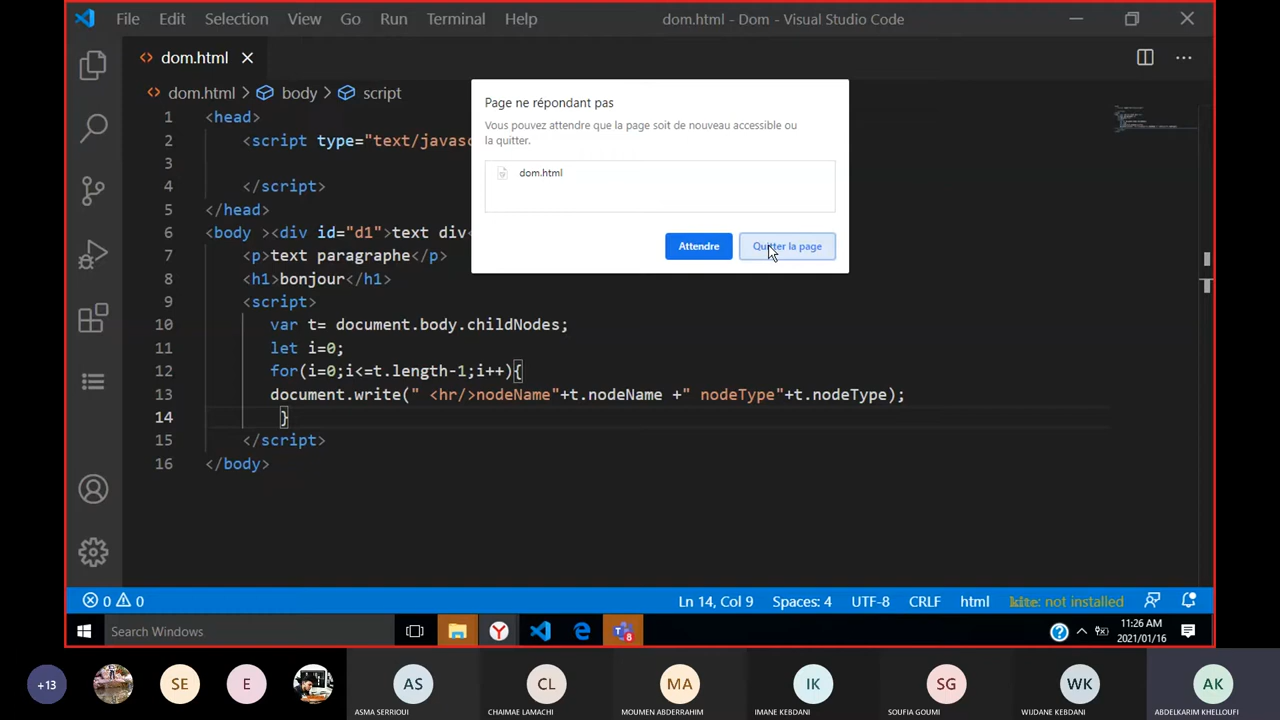 File Edit Selection View Go Run Terminal Help dom.html - Dom - Visual Studio Code
dom.html
dom.html > body > script
1 <head>
2 <script type="text/javasc
3
4 </script>
5 </head>
6 <body ><div id="d1">text div<
7 <p>text paragraphe</p>
8 <h1>bonjour</h1>
9 <script>
10 var t= document.body.childNodes;
11 let i=0;
12 for(i=0;i<=t.length-1;i++){
13 document.write(" <hr/>nodeName"+t.nodeName +" nodeType"+t.nodeType);
14 }
15 </script>
16 </body>
Page ne répondant pas
Vous pouvez attendre que la page soit de nouveau accessible ou
la quitter.
dom.html
Attendre Quitter la page
0 0 Ln 14, Col 9 Spaces: 4 UTF-8 CRLF html kite: not installed
Search Windows
8
11:26 AM
2021/01/16
+13 SE E AS CL MA IK SG WK AK
ASMA SERRIOUI CHAIMAE LAMACHI MOUMEN ABDERRAHIM IMANE KEBDANI SOUFIA GOUMI WIJDANE KEBDANI ABDELKARIM KHELLOUFI